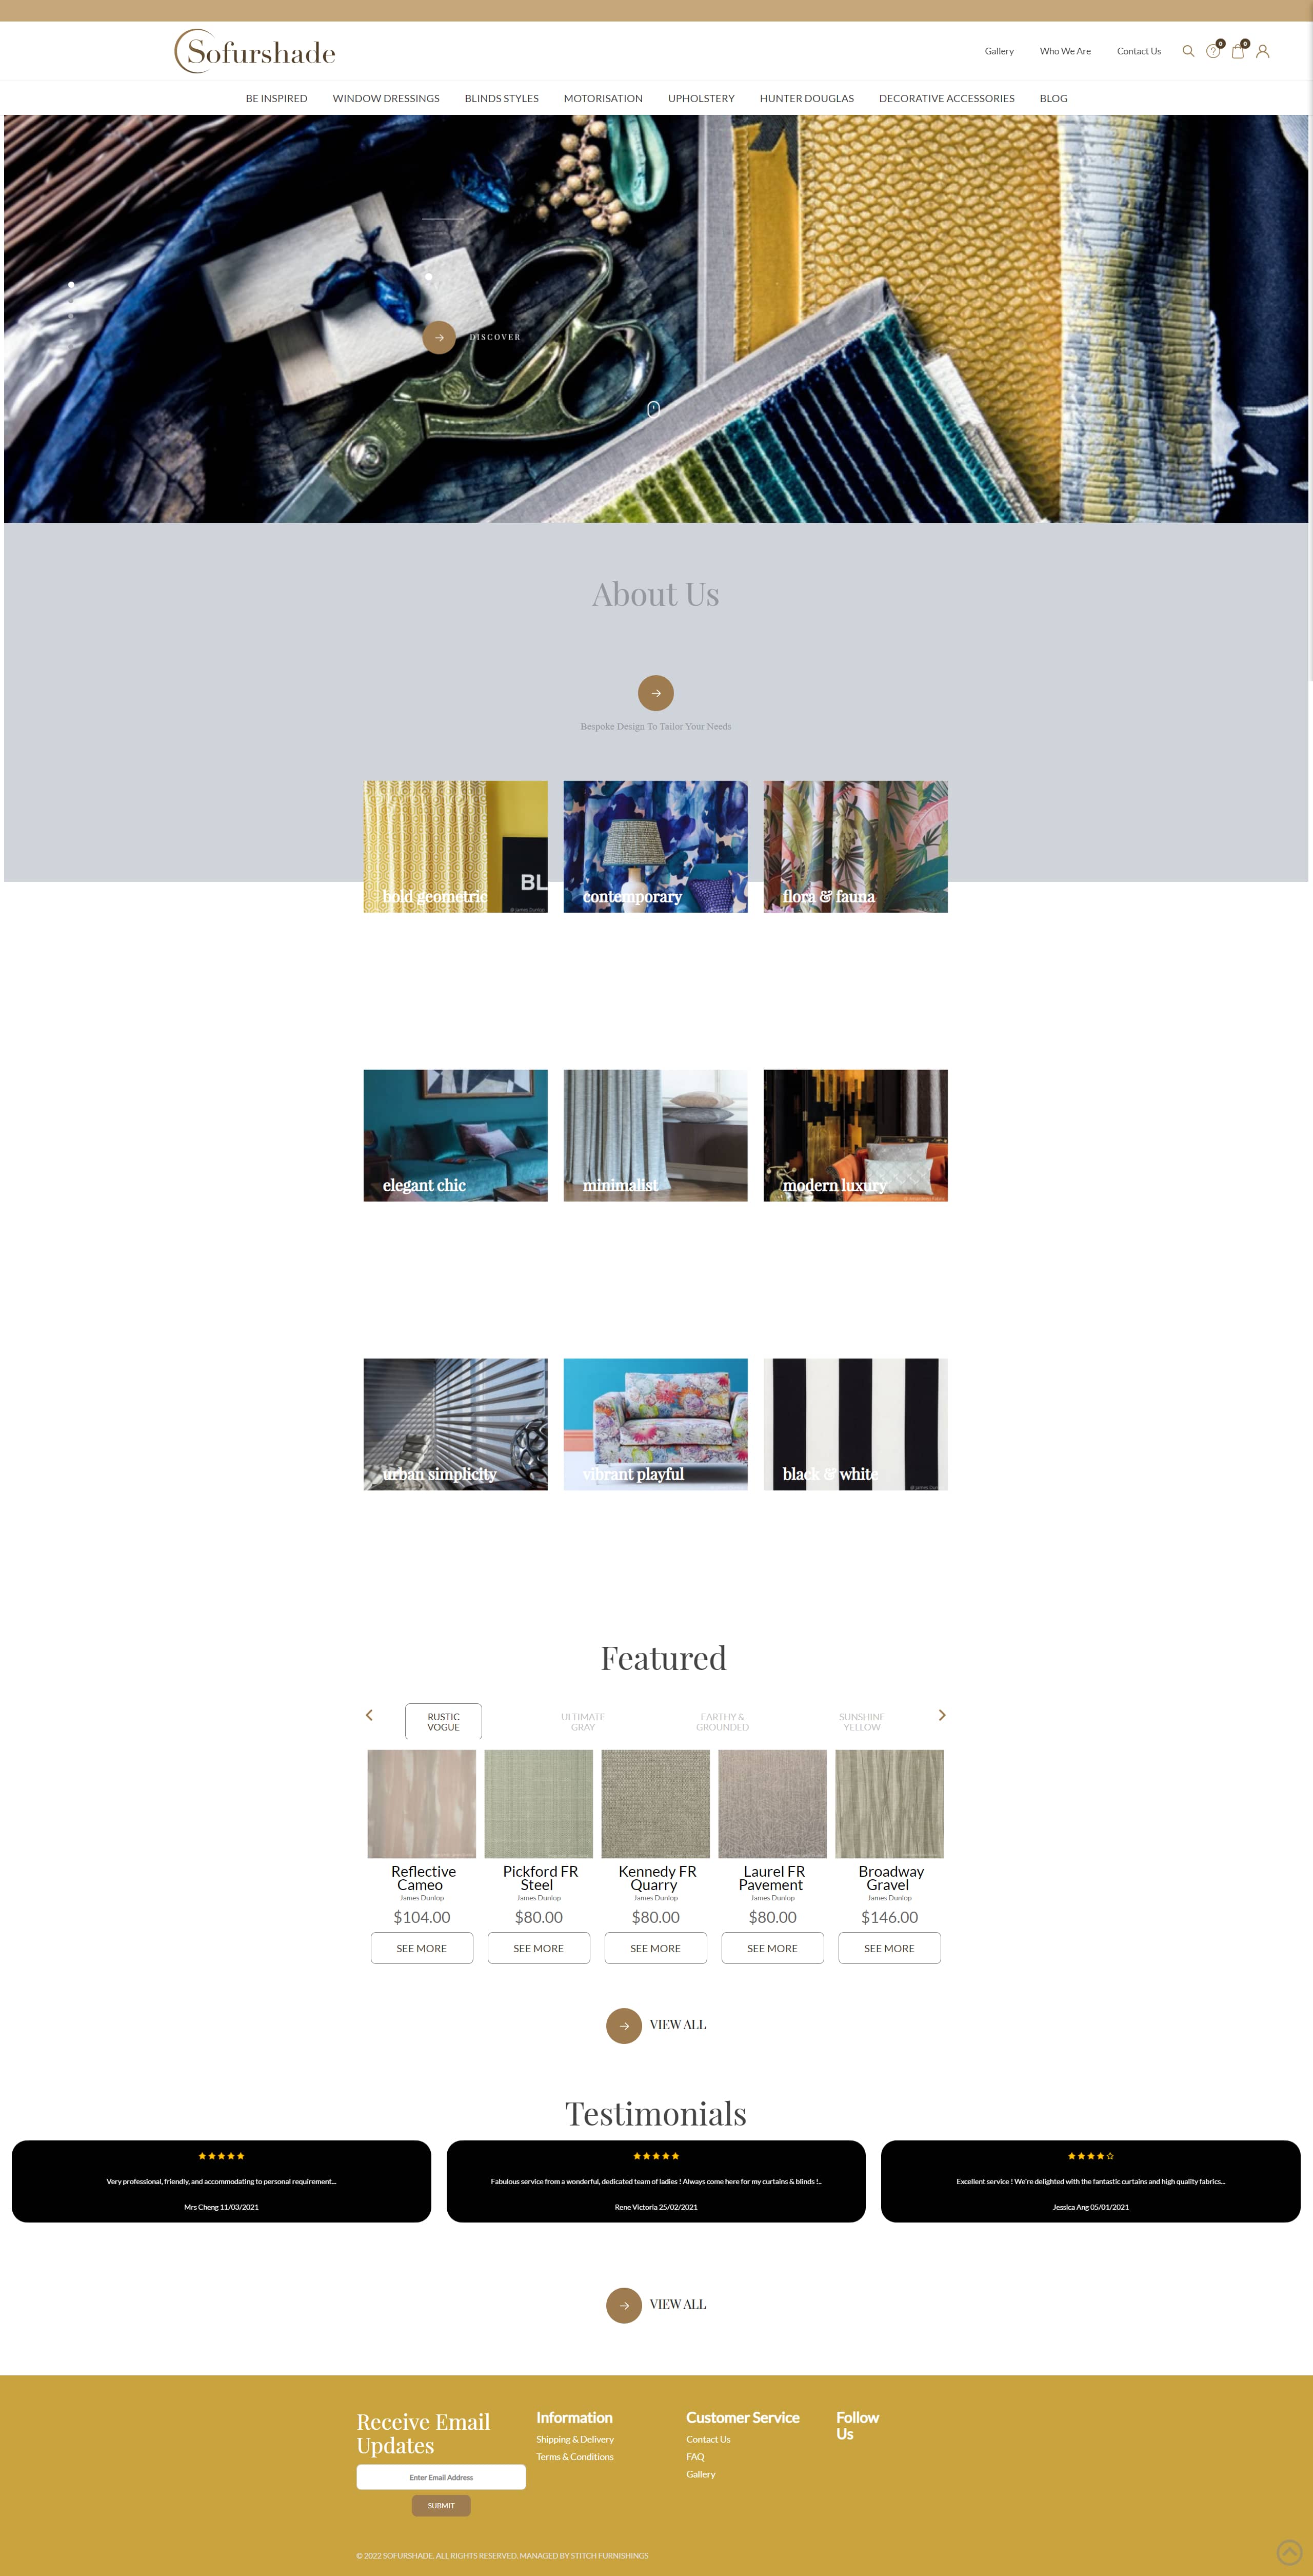 Sofurshade
Gallery Who We Are Contact Us 0 0
BE INSPIRED WINDOW DRESSINGS BLINDS STYLES MOTORISATION UPHOLSTERY HUNTER DOUGLAS DECORATIVE ACCESSORIES BLOG
DISCOVER
About Us
Bespoke Design To Tailor Your Needs
BL
@ James Dunlop
bold geometric
contemporary
flora & fauna
elegant chic
minimalist
modern luxury
urban simplicity
vibrant playful
black & white
Featured
RUSTIC
VOGUE
ULTIMATE
GRAY
EARTHY &
GROUNDED
SUNSHINE
YELLOW
Reflective
Cameo
James Dunlop
$104.00
SEE MORE
Pickford FR
Steel
James Dunlop
$80.00
SEE MORE
Kennedy FR
Quarry
James Dunlop
$80.00
SEE MORE
Laurel FR
Pavement
James Dunlop
$80.00
SEE MORE
Broadway
Gravel
James Dunlop
$146.00
SEE MORE
VIEW ALL
Testimonials
Very professional, friendly, and accommodating to personal requirement...
Mrs Cheng 11/03/2021
Fabulous service from a wonderful, dedicated team of ladies ! Always come here for my curtains & blinds !..
Rene Victoria 25/02/2021
Excellent service ! We're delighted with the fantastic curtains and high quality fabrics...
Jessica Ang 05/01/2021
VIEW ALL
Receive Email
Updates
Enter Email Address
SUBMIT
Information
Shipping & Delivery
Terms & Conditions
Customer Service
Contact Us
FAQ
Gallery
Follow
Us
© 2022 SOFURSHADE. ALL RIGHTS RESERVED. MANAGED BY STITCH FURNISHINGS